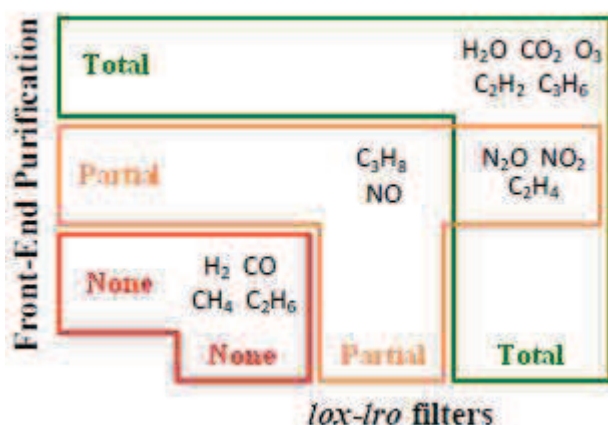 Front-End Purification
Total
H₂O CO₂ O₃
C₂H₂ C₃H₆
Partial
C₃H₈
NO
N₂O NO₂
C₂H₄
None
H₂ CO
CH₄ C₂H₆
None
Partial
Total
lox-lro filters